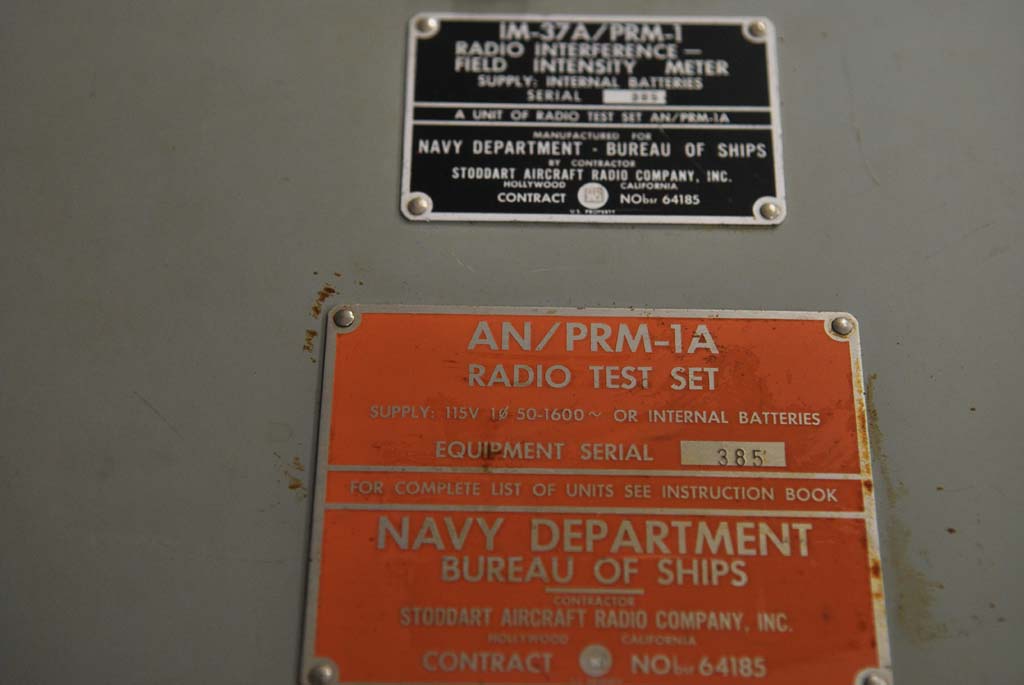 IM-37A/PRM-1
RADIO INTERFERENCE -
FIELD INTENSITY METER
SUPPLY: INTERNAL BATTERIES
SERIAL 385
A UNIT OF RADIO TEST SET AN/PRM-1A
MANUFACTURED FOR
NAVY DEPARTMENT - BUREAU OF SHIPS
BY CONTRACTOR
STODDART AIRCRAFT RADIO COMPANY, INC.
HOLLYWOOD CALIFORNIA
CONTRACT NObsr 64185
U.S. PROPERTY
AN/PRM-1A
RADIO TEST SET
SUPPLY: 115V 1ø 50-1600~ OR INTERNAL BATTERIES
EQUIPMENT SERIAL 385
FOR COMPLETE LIST OF UNITS SEE INSTRUCTION BOOK
NAVY DEPARTMENT
BUREAU OF SHIPS
CONTRACTOR
STODDART AIRCRAFT RADIO COMPANY, INC.
HOLLYWOOD CALIFORNIA
CONTRACT NObsr 64185